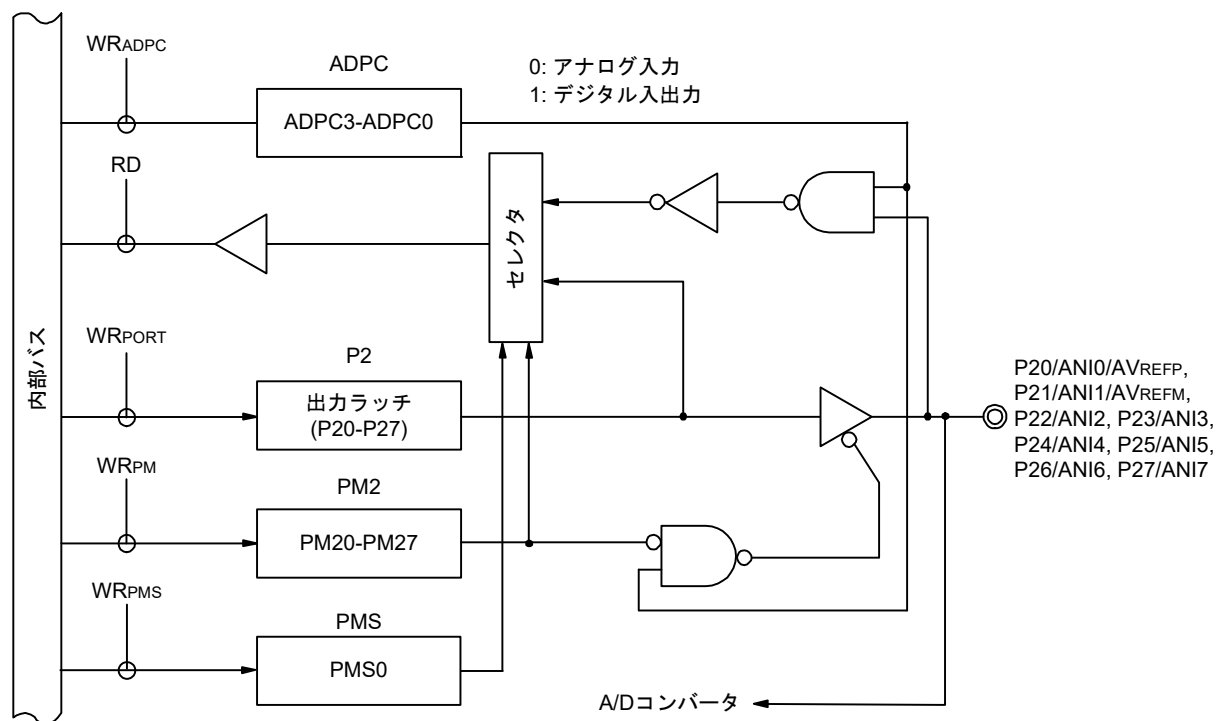 WRADPC
ADPC
0: アナログ入力
1: デジタル入出力
ADPC3-ADPC0
RD
セレクタ
内部バス
WRPORT
P2
出力ラッチ
(P20-P27)
P20/ANI0/AVREFP,
P21/ANI1/AVREFM,
P22/ANI2, P23/ANI3,
P24/ANI4, P25/ANI5,
P26/ANI6, P27/ANI7
WRPM
PM2
PM20-PM27
WRPMS
PMS
PMS0
A/Dコンバータ